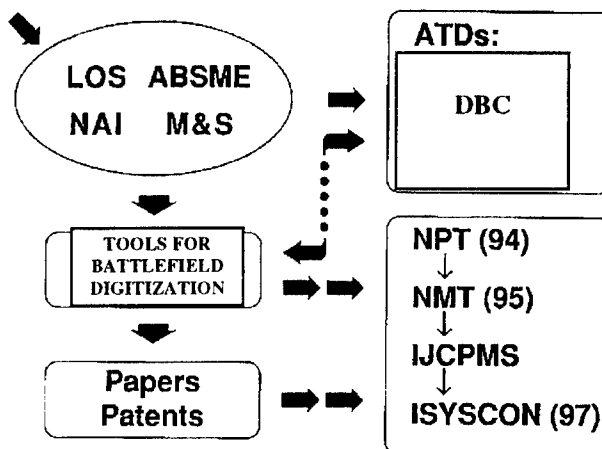 LOS ABSME
NAI M&S
ATDs:
DBC
TOOLS FOR
BATTLEFIELD
DIGITIZATION
NPT (94)
NMT (95)
IJCPMS
ISYSCON (97)
Papers
Patents